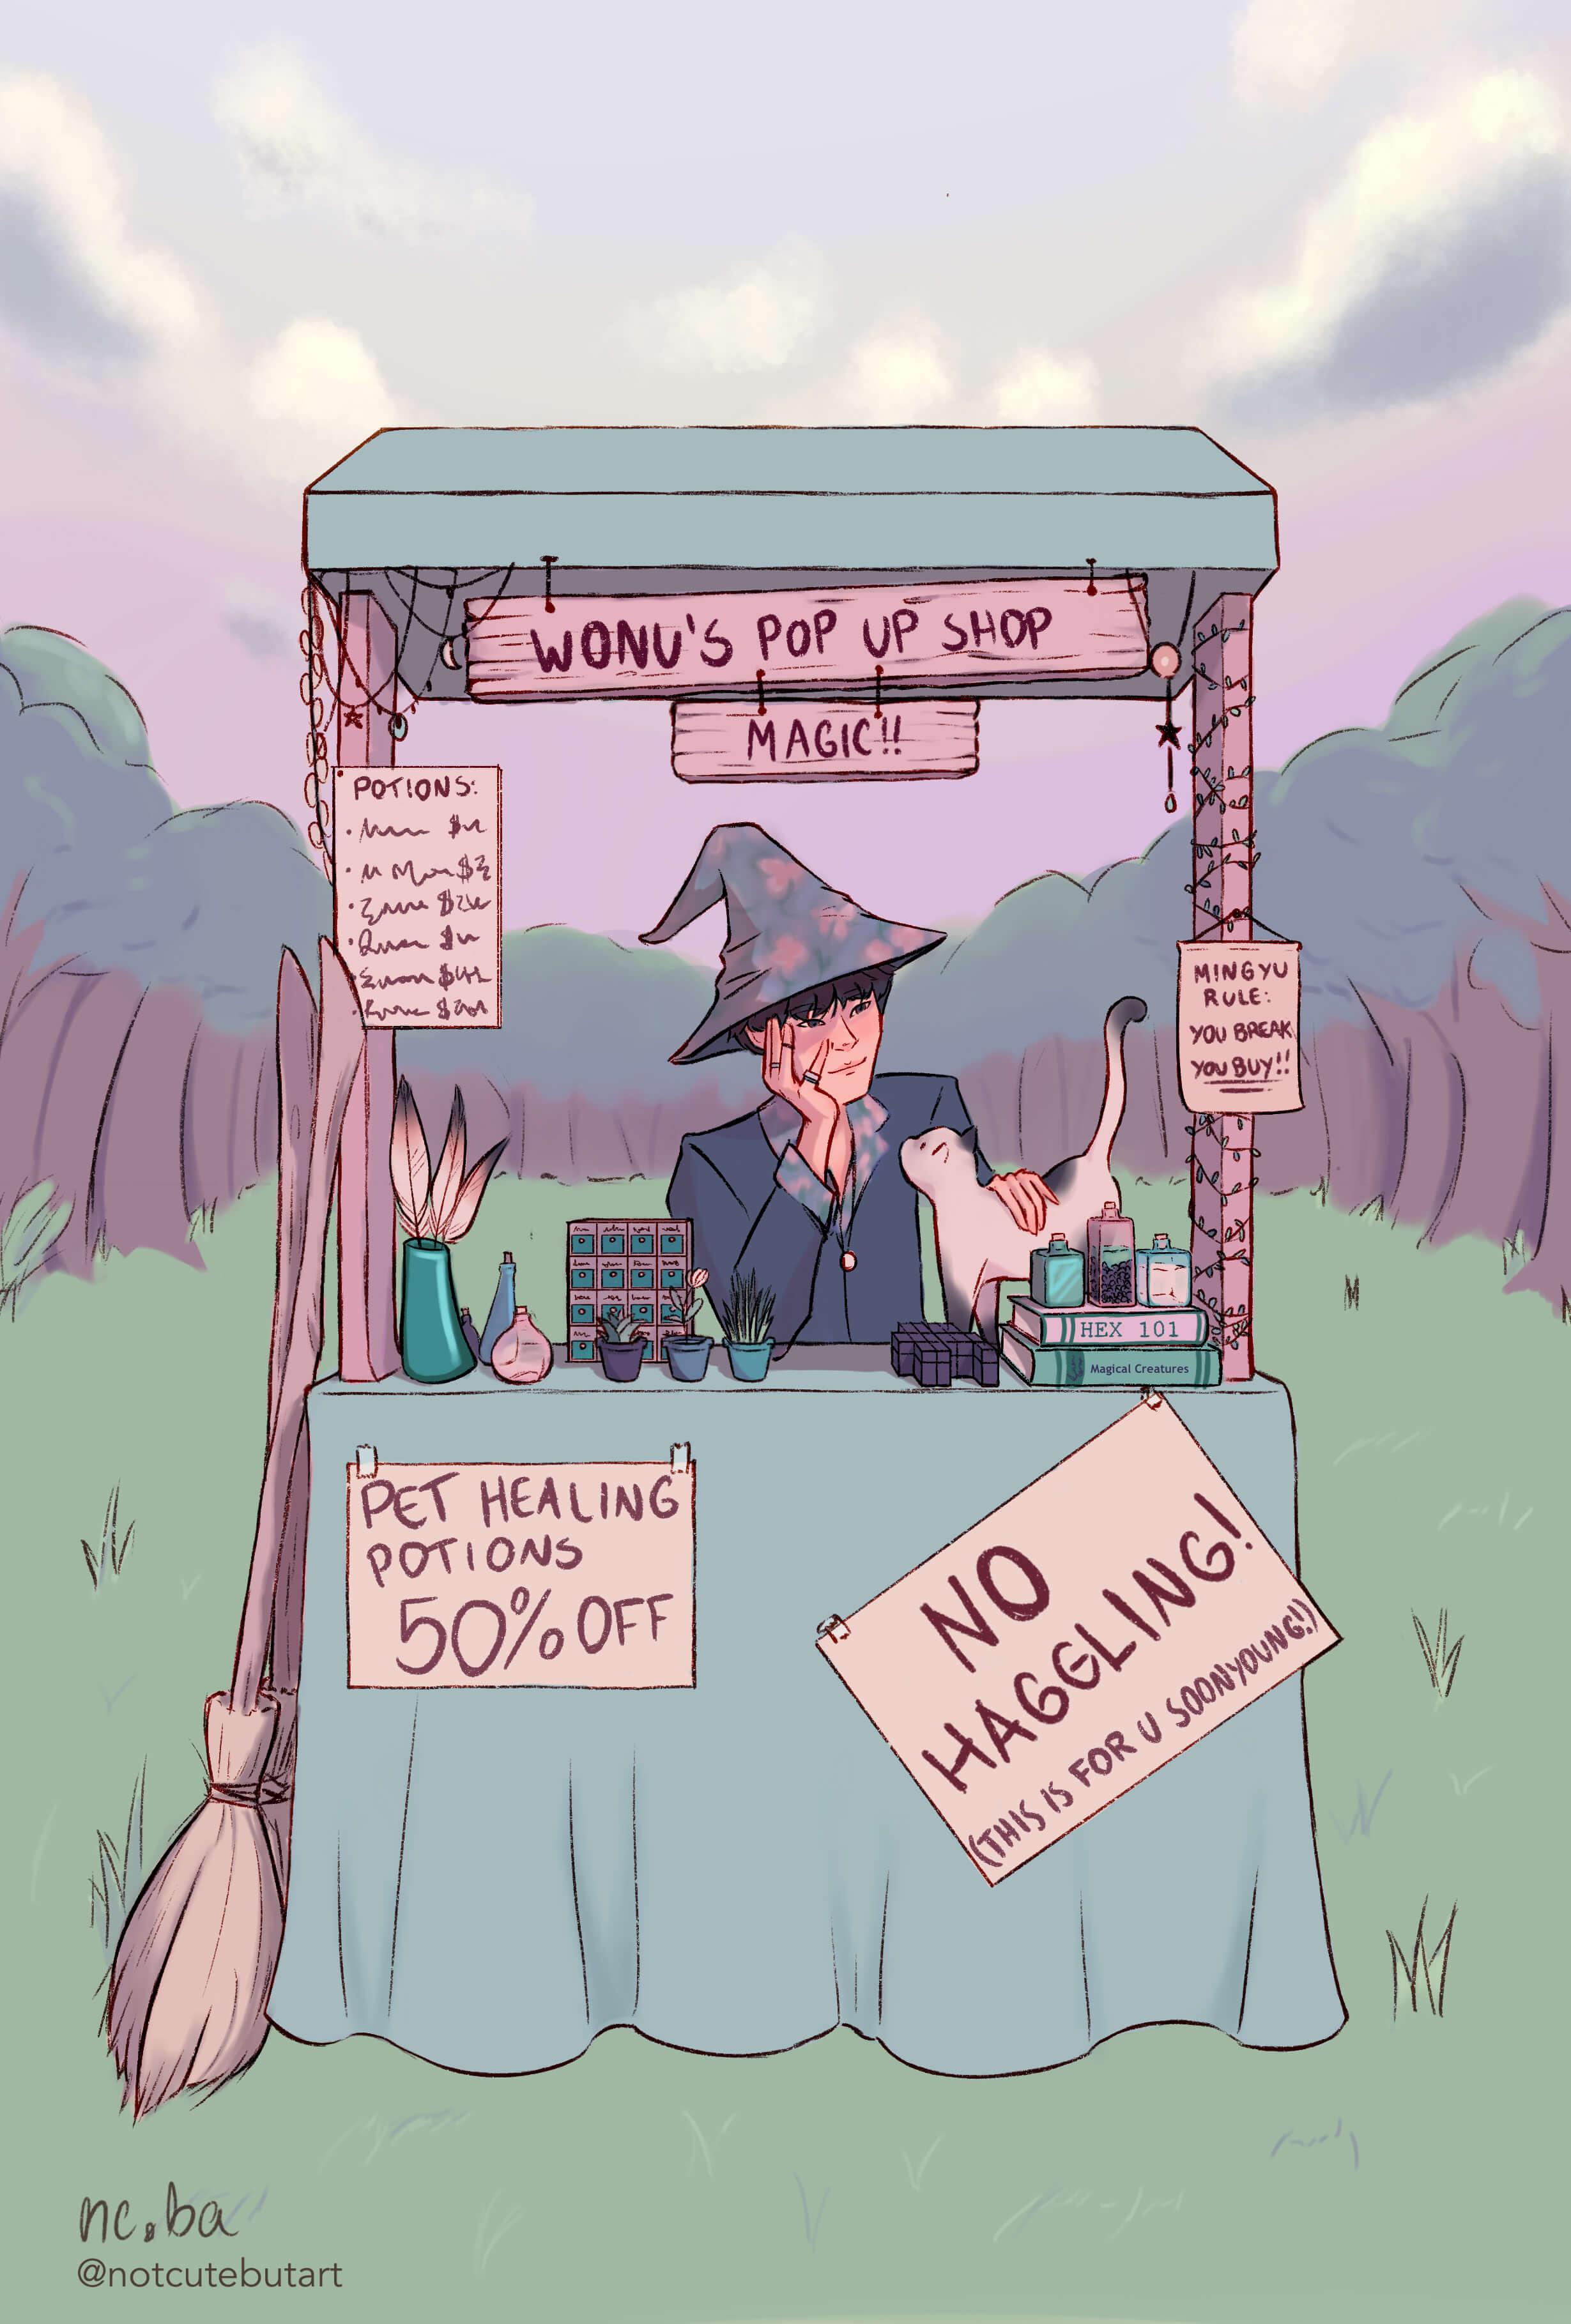 WONU'S POP UP SHOP
MAGIC!!
POTIONS:
MINGYU
RULE:
YOU BREAK
YOU BUY!!
HEX 101
Magical Creatures
PET HEALING
POTIONS
50% OFF
NO
HAGGLING!
(THIS IS FOR U SOONYOUNG!)
nc.ba
@notcutebutart